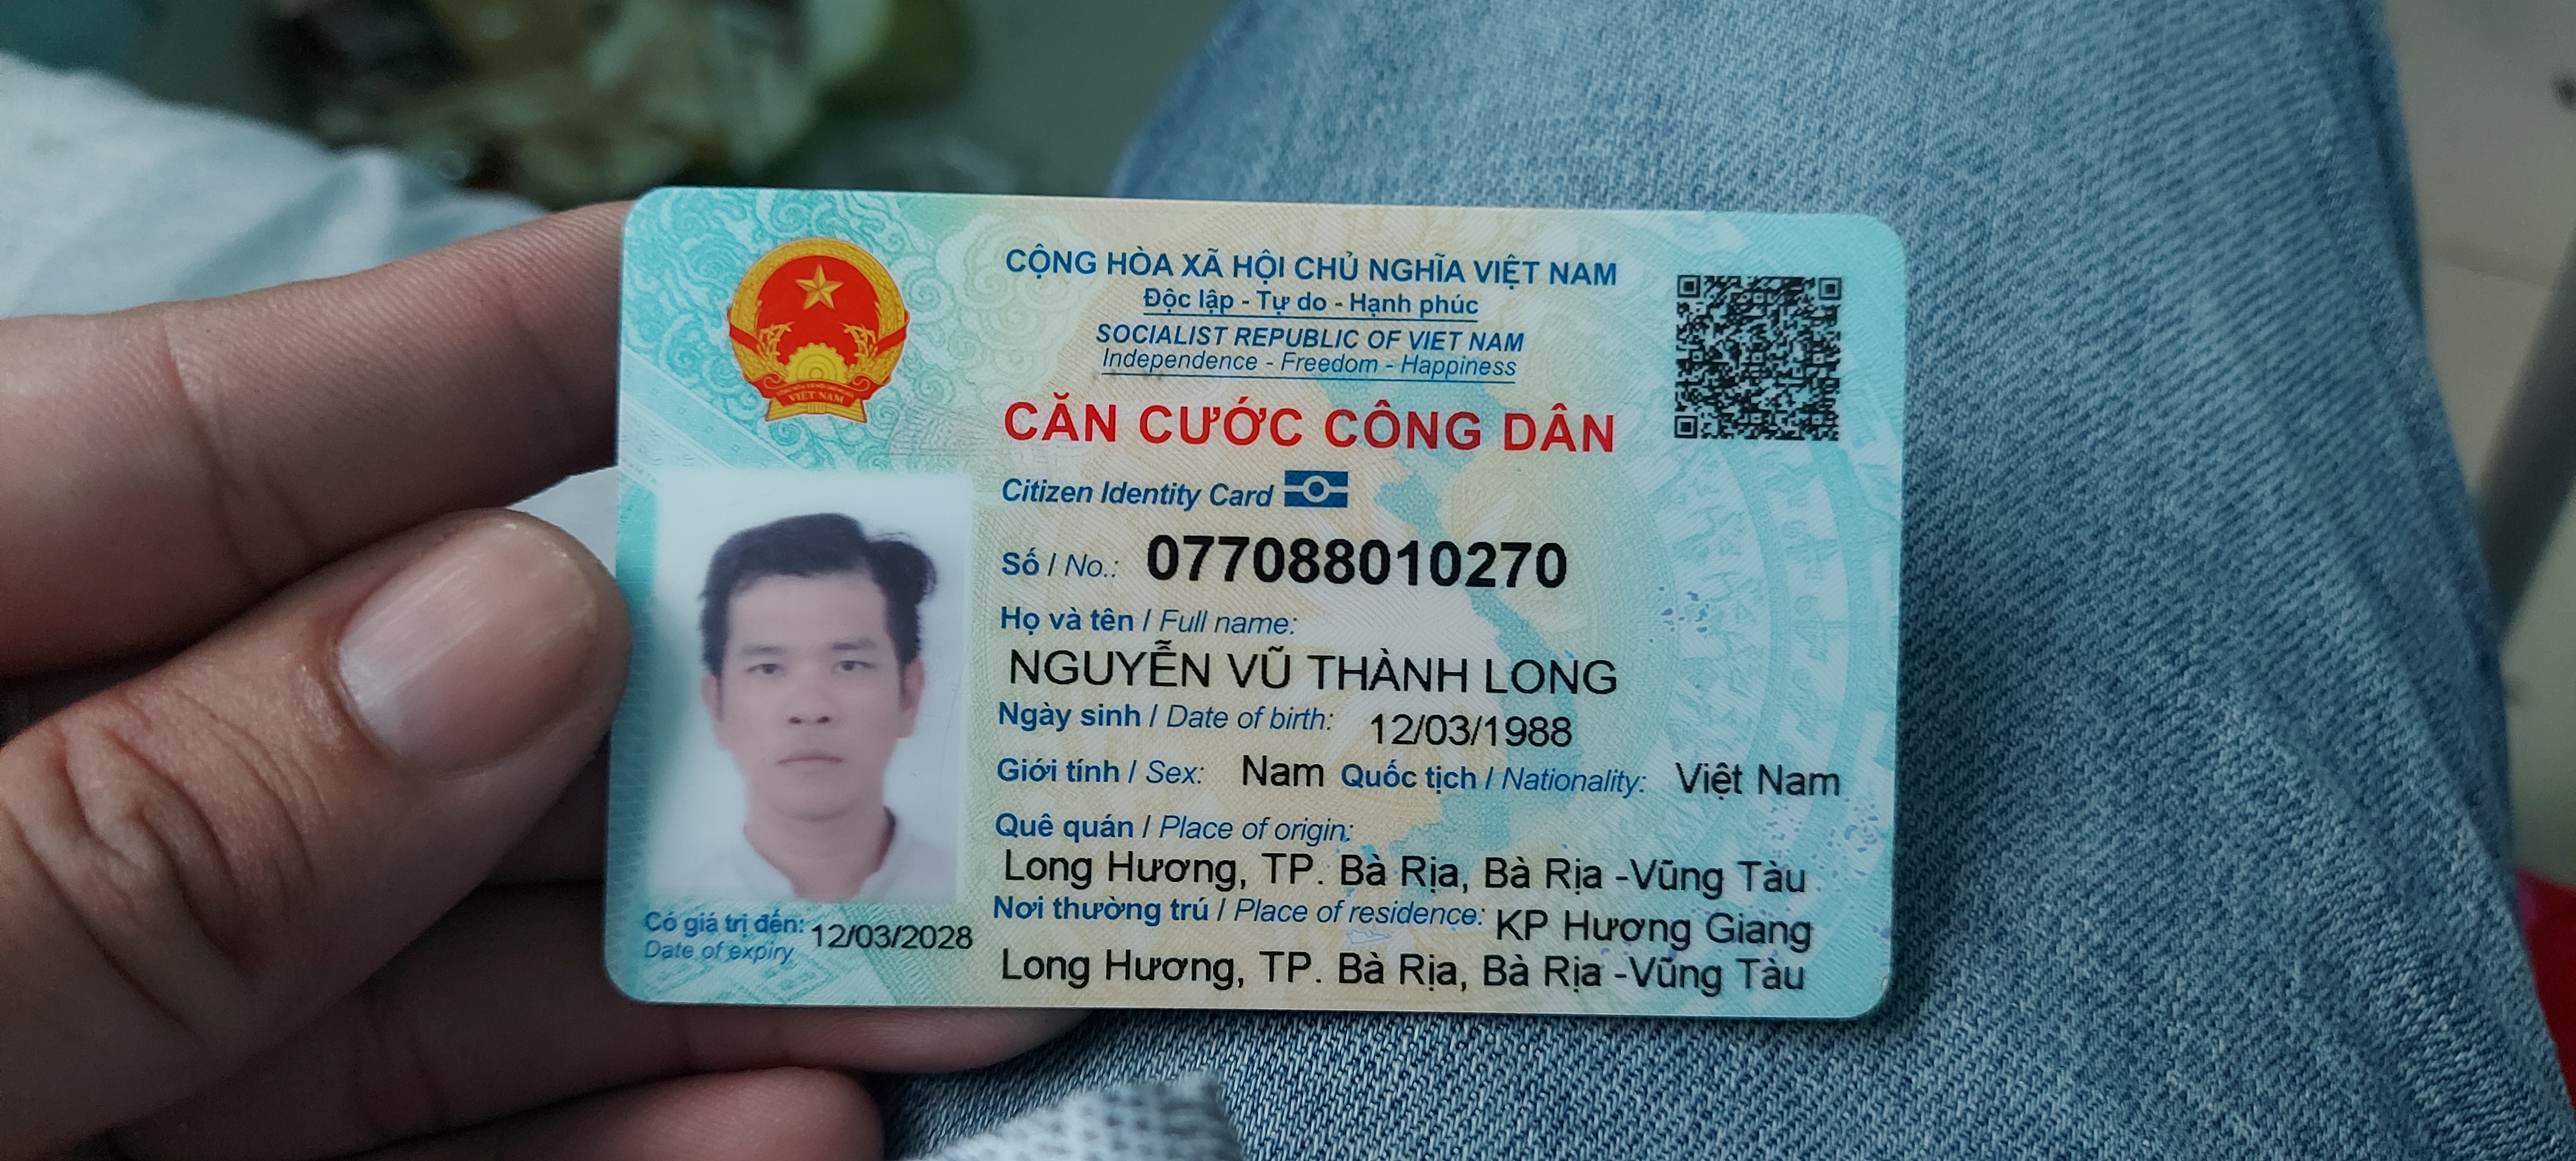 CỘNG HÒA XÃ HỘI CHỦ NGHĨA VIỆT NAM
Độc lập - Tự do - Hạnh phúc
SOCIALIST REPUBLIC OF VIET NAM
Independence - Freedom - Happiness
CĂN CƯỚC CÔNG DÂN
Citizen Identity Card
Số / No.: 077088010270
Họ và tên / Full name:
NGUYỄN VŨ THÀNH LONG
Ngày sinh / Date of birth: 12/03/1988
Giới tính / Sex: Nam Quốc tịch / Nationality: Việt Nam
Quê quán / Place of origin:
Long Hương, TP. Bà Rịa, Bà Rịa -Vũng Tàu
Nơi thường trú / Place of residence: KP Hương Giang
Long Hương, TP. Bà Rịa, Bà Rịa -Vũng Tàu
Có giá trị đến: 12/03/2028
Date of expiry
VIỆT NAM